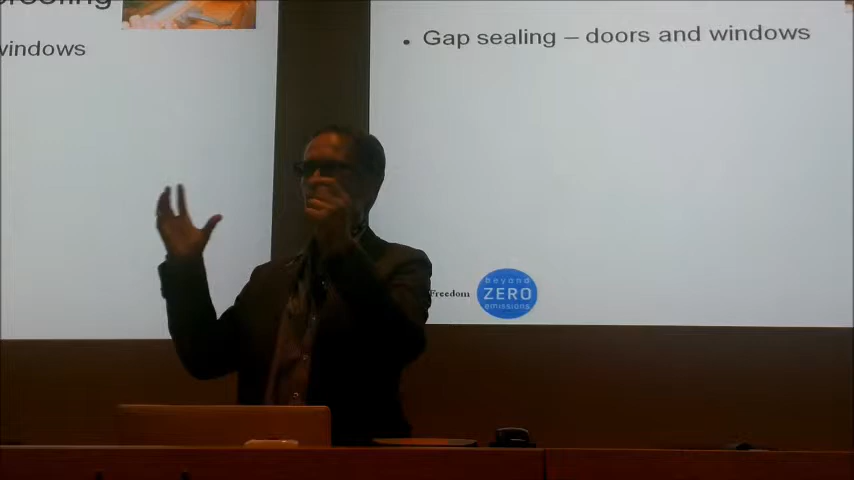 windows
• Gap sealing – doors and windows
Freedom
beyond
ZERO
emissions